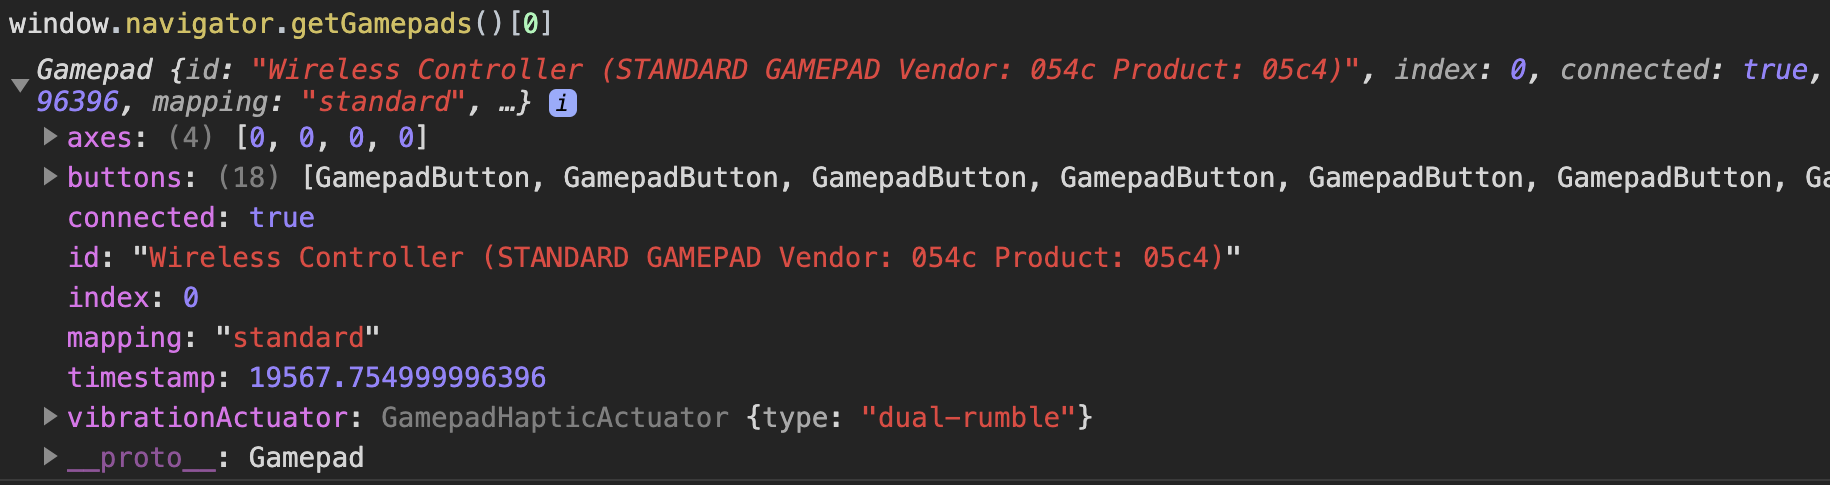 window.navigator.getGamepads()[0]
Gamepad {id: "Wireless Controller (STANDARD GAMEPAD Vendor: 054c Product: 05c4)", index: 0, connected: true,
96396, mapping: "standard", …} i
axes: (4) [0, 0, 0, 0]
buttons: (18) [GamepadButton, GamepadButton, GamepadButton, GamepadButton, GamepadButton, GamepadButton, Ga
connected: true
id: "Wireless Controller (STANDARD GAMEPAD Vendor: 054c Product: 05c4)"
index: 0
mapping: "standard"
timestamp: 19567.754999996396
vibrationActuator: GamepadHapticActuator {type: "dual-rumble"}
__proto__: Gamepad